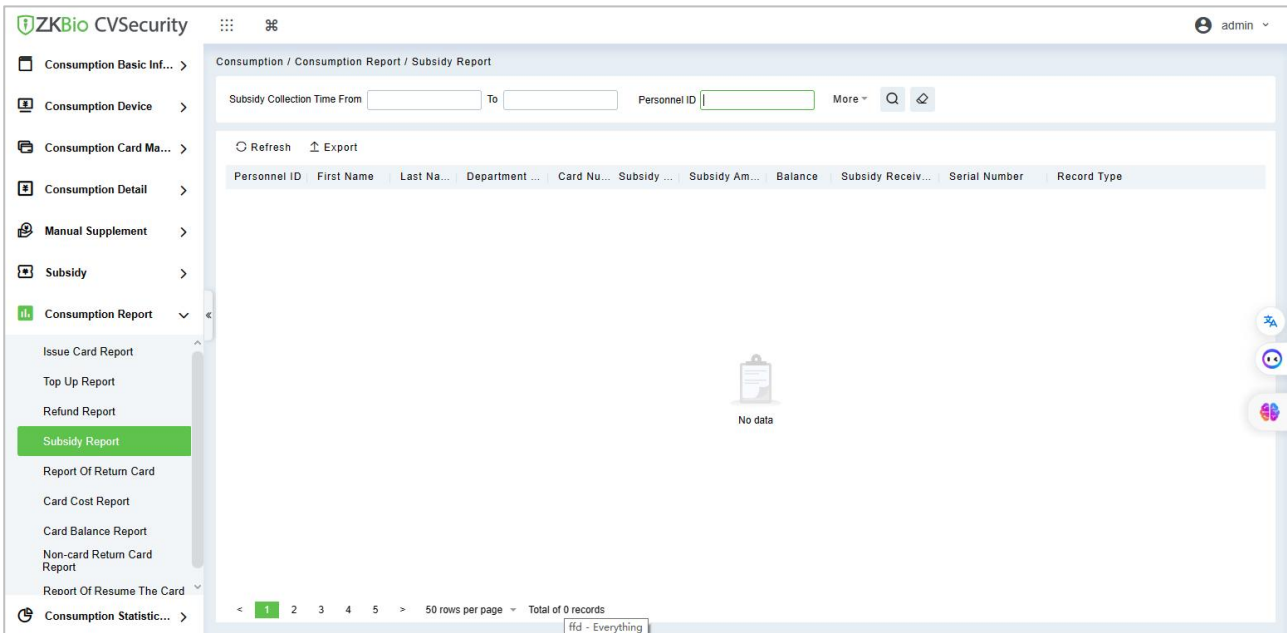 ZKBio CVSecurity
admin
Consumption Basic Inf...
Consumption Device
Consumption Card Ma...
Consumption Detail
Manual Supplement
Subsidy
Consumption Report
Issue Card Report
Top Up Report
Refund Report
Subsidy Report
Report Of Return Card
Card Cost Report
Card Balance Report
Non-card Return Card
Report
Report Of Resume The Card
Consumption Statistic...
Consumption / Consumption Report / Subsidy Report
Subsidy Collection Time From To Personnel ID More
Refresh Export
Personnel ID First Name Last Na... Department ... Card Nu... Subsidy ... Subsidy Am... Balance Subsidy Receiv... Serial Number Record Type
No data
< 1 2 3 4 5 > 50 rows per page Total of 0 records
ffd - Everything